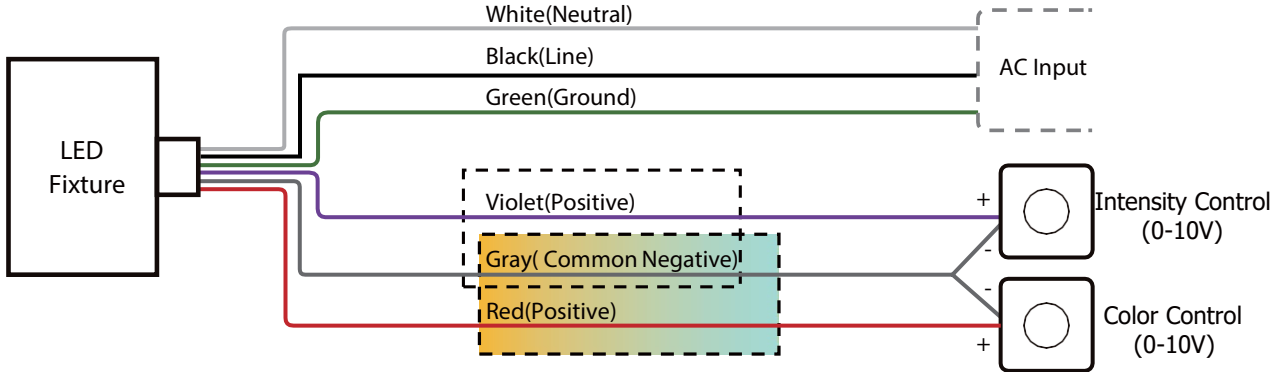 White(Neutral)
Black(Line)
AC Input
Green(Ground)
LED
Fixture
Violet(Positive)
+
Intensity Control
(0-10V)
-
Gray( Common Negative)
-
Red(Positive)
+
Color Control
(0-10V)